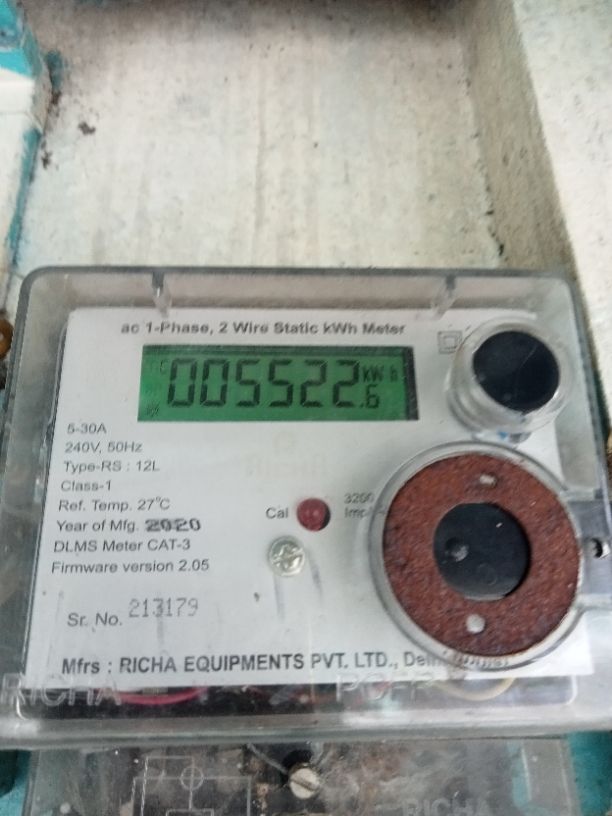 ac 1-Phase, 2 Wire Static kWh Meter
C 005522.6 kWh
5-30A
240V, 50Hz
Type-RS : 12L
Class-1
Ref. Temp. 27°C
Year of Mfg. 2020
DLMS Meter CAT-3
Firmware version 2.05
Cal
3200
Imp/
Sr. No. 213179
Mfrs : RICHA EQUIPMENTS PVT. LTD.,
RICHA
RICHA